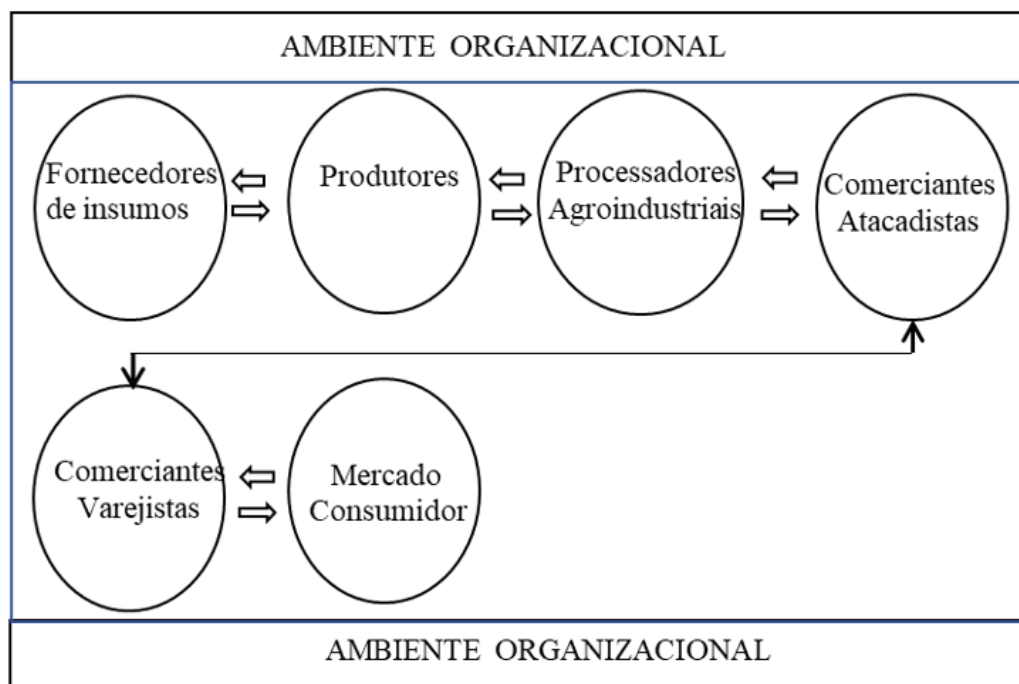 AMBIENTE ORGANIZACIONAL
Fornecedores
de insumos
Produtores
Processadores
Agroindustriais
Comerciantes
Atacadistas
Comerciantes
Varejistas
Mercado
Consumidor
AMBIENTE ORGANIZACIONAL